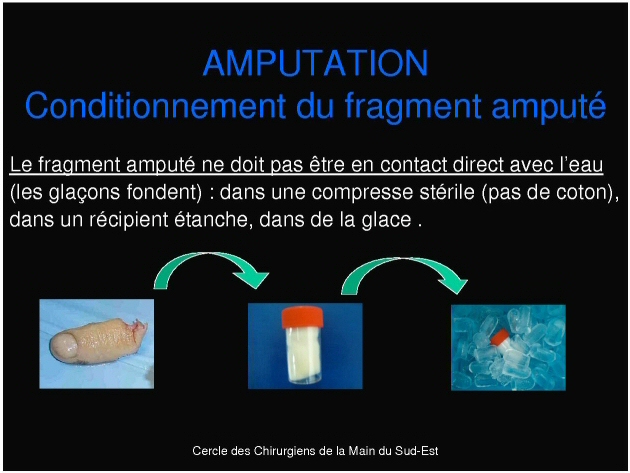 AMPUTATION
Conditionnement du fragment amputé
Le fragment amputé ne doit pas être en contact direct avec l'eau
(les glaçons fondent) : dans une compresse stérile (pas de coton),
dans un récipient étanche, dans de la glace .
Cercle des Chirurgiens de la Main du Sud-Est